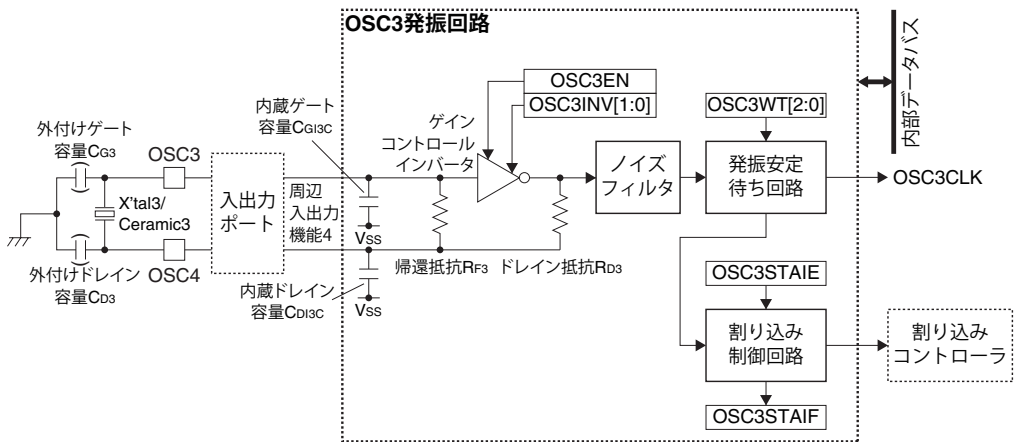 OSC3発振回路
内部データバス
OSC3EN
OSC3INV[1:0]
OSC3WT[2:0]
内蔵ゲート
容量CGI3C
ゲイン
コントロール
インバータ
外付けゲート
容量CG3
OSC3
入出力
ポート
周辺
入出力
機能4
ノイズ
フィルタ
発振安定
待ち回路
OSC3CLK
X'tal3/
Ceramic3
VSS
OSC4
外付けドレイン
容量CD3
帰還抵抗RF3
ドレイン抵抗RD3
内蔵ドレイン
容量CDI3C
VSS
OSC3STAIE
割り込み
制御回路
割り込み
コントローラ
OSC3STAIF